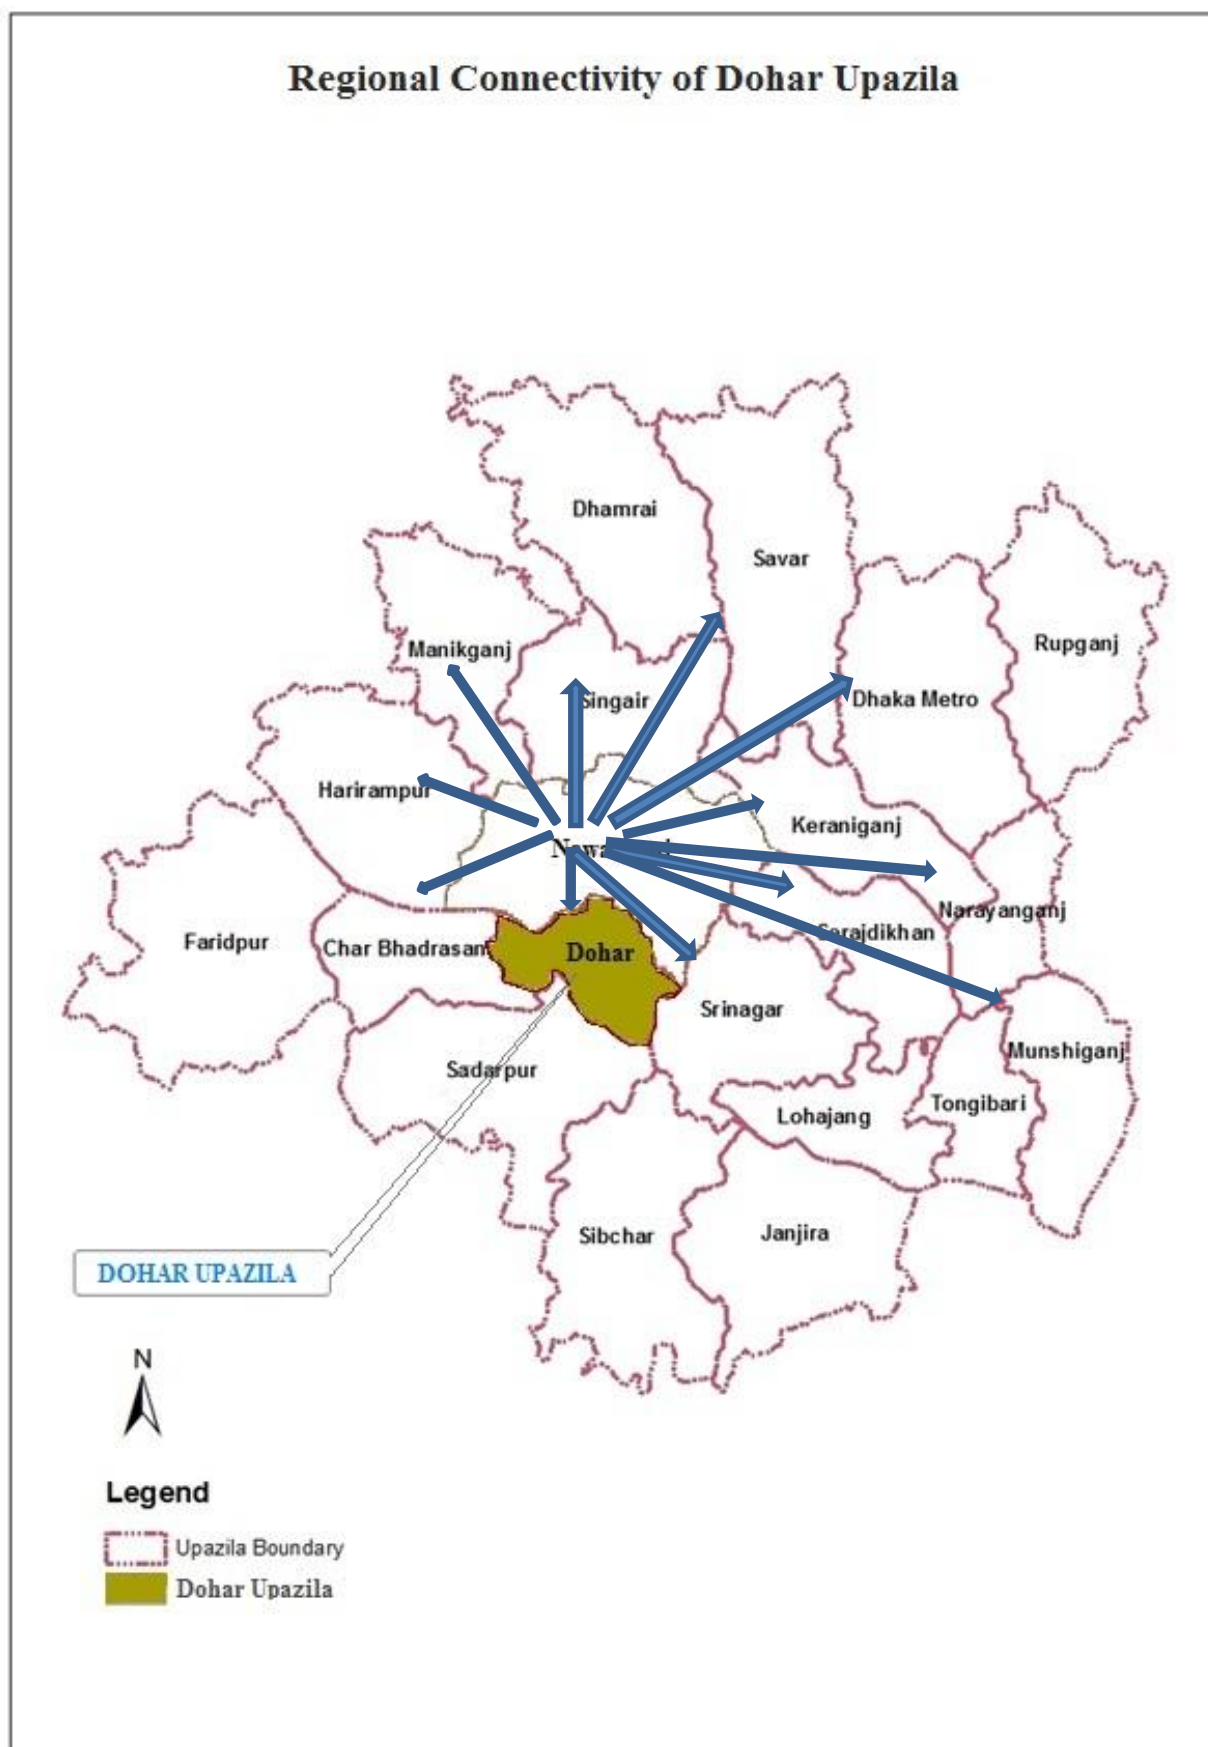 Regional Connectivity of Dohar Upazila
Dhamrai
Savar
Rupganj
Manikganj
Singair
Dhaka Metro
Harirampur
Keraniganj
Narayanganj
Serajdikhan
Faridpur
Char Bhadrasan
Dohar
Srinagar
Munshiganj
Sadarpur
Tongibari
Lohajang
Sibchar
Janjira
DOHAR UPAZILA
N
Legend
Upazila Boundary
Dohar Upazila